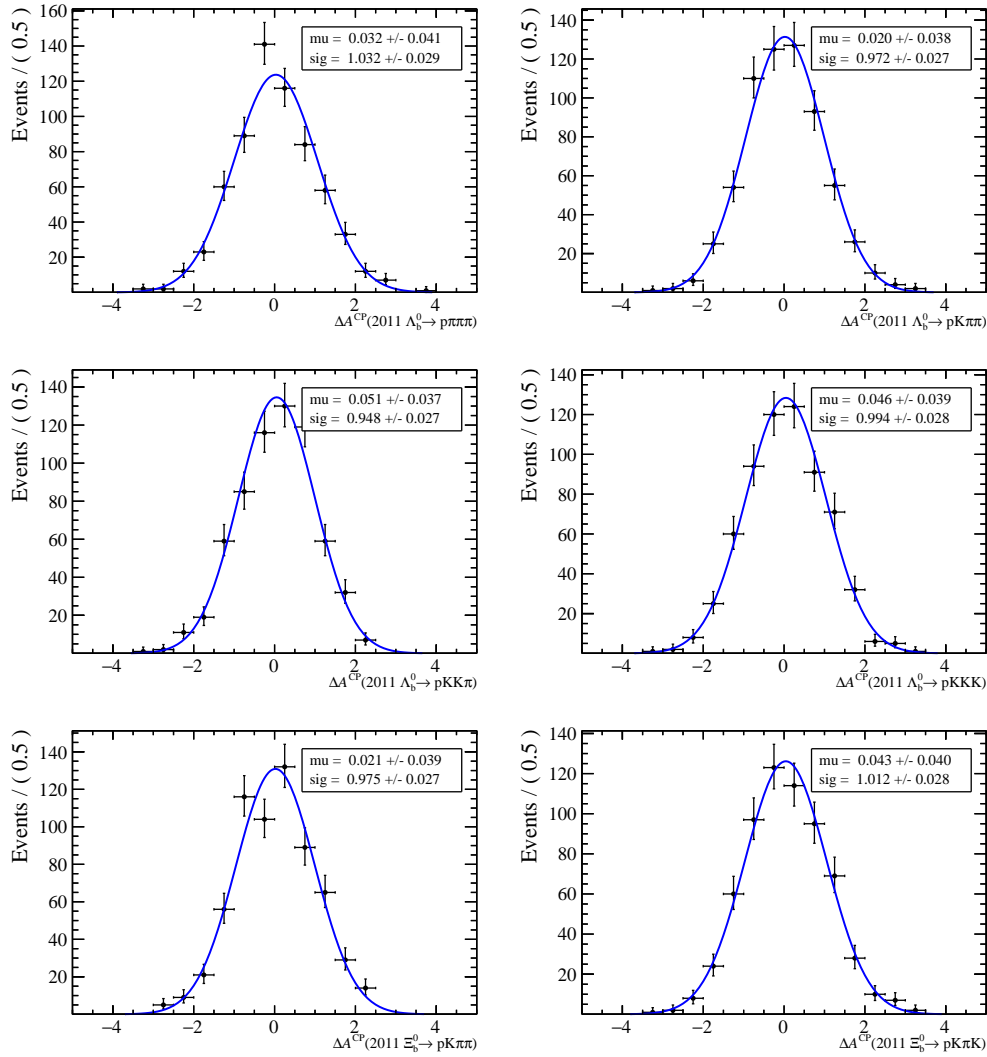 Events / ( 0.5 )
140
120
100
80
60
40
20
mu = 0.032 +/- 0.041
sig = 1.032 +/- 0.029
−4 −2 0 2 4
ΔA^CP(2011 Λ_b^0→ pπππ)
Events / ( 0.5 )
140
120
100
80
60
40
20
mu = 0.020 +/- 0.038
sig = 0.972 +/- 0.027
−4 −2 0 2 4
ΔA^CP(2011 Λ_b^0→ pKππ)
Events / ( 0.5 )
140
120
100
80
60
40
20
mu = 0.051 +/- 0.037
sig = 0.948 +/- 0.027
−4 −2 0 2 4
ΔA^CP(2011 Λ_b^0→ pKKπ)
Events / ( 0.5 )
140
120
100
80
60
40
20
mu = 0.046 +/- 0.039
sig = 0.994 +/- 0.028
−4 −2 0 2 4
ΔA^CP(2011 Λ_b^0→ pKKK)
Events / ( 0.5 )
140
120
100
80
60
40
20
mu = 0.021 +/- 0.039
sig = 0.975 +/- 0.027
−4 −2 0 2 4
ΔA^CP(2011 Ξ_b^0→ pKππ)
Events / ( 0.5 )
140
120
100
80
60
40
20
mu = 0.043 +/- 0.040
sig = 1.012 +/- 0.028
−4 −2 0 2 4
ΔA^CP(2011 Ξ_b^0→ pKπK)